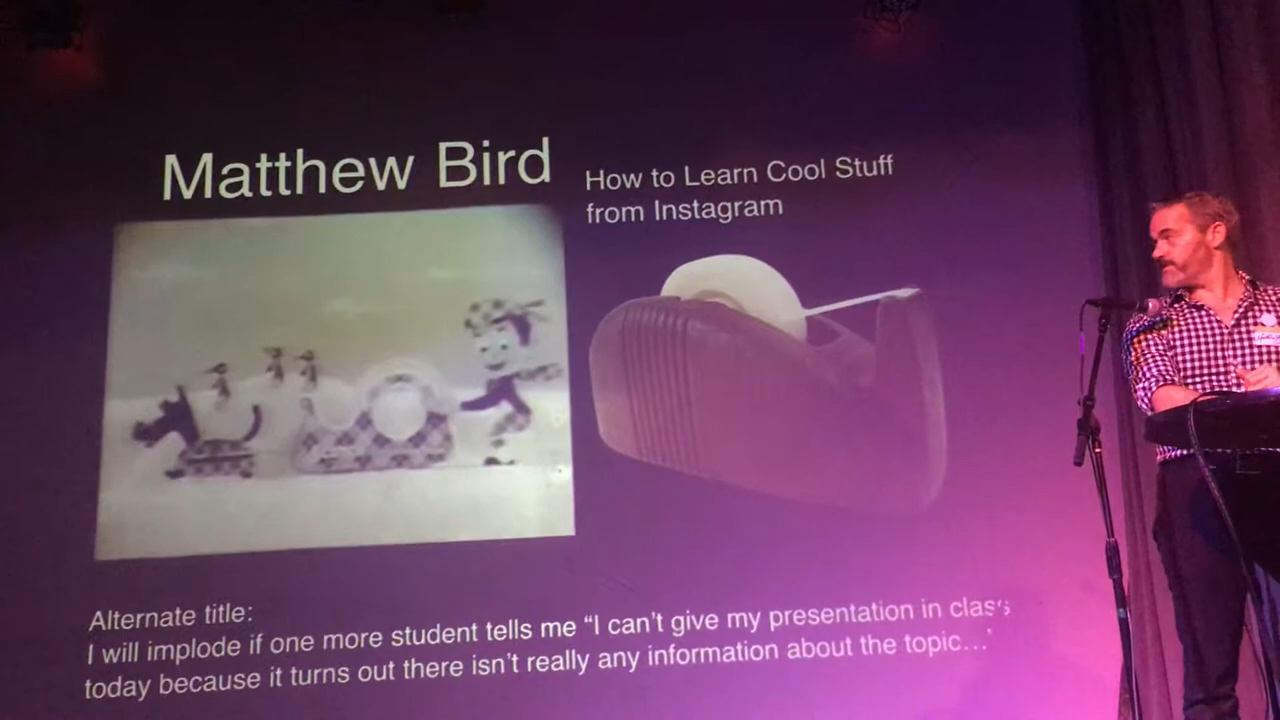 Matthew Bird
How to Learn Cool Stuff
from Instagram
Alternate title:
I will implode if one more student tells me “I can’t give my presentation in class
today because it turns out there isn’t really any information about the topic…’